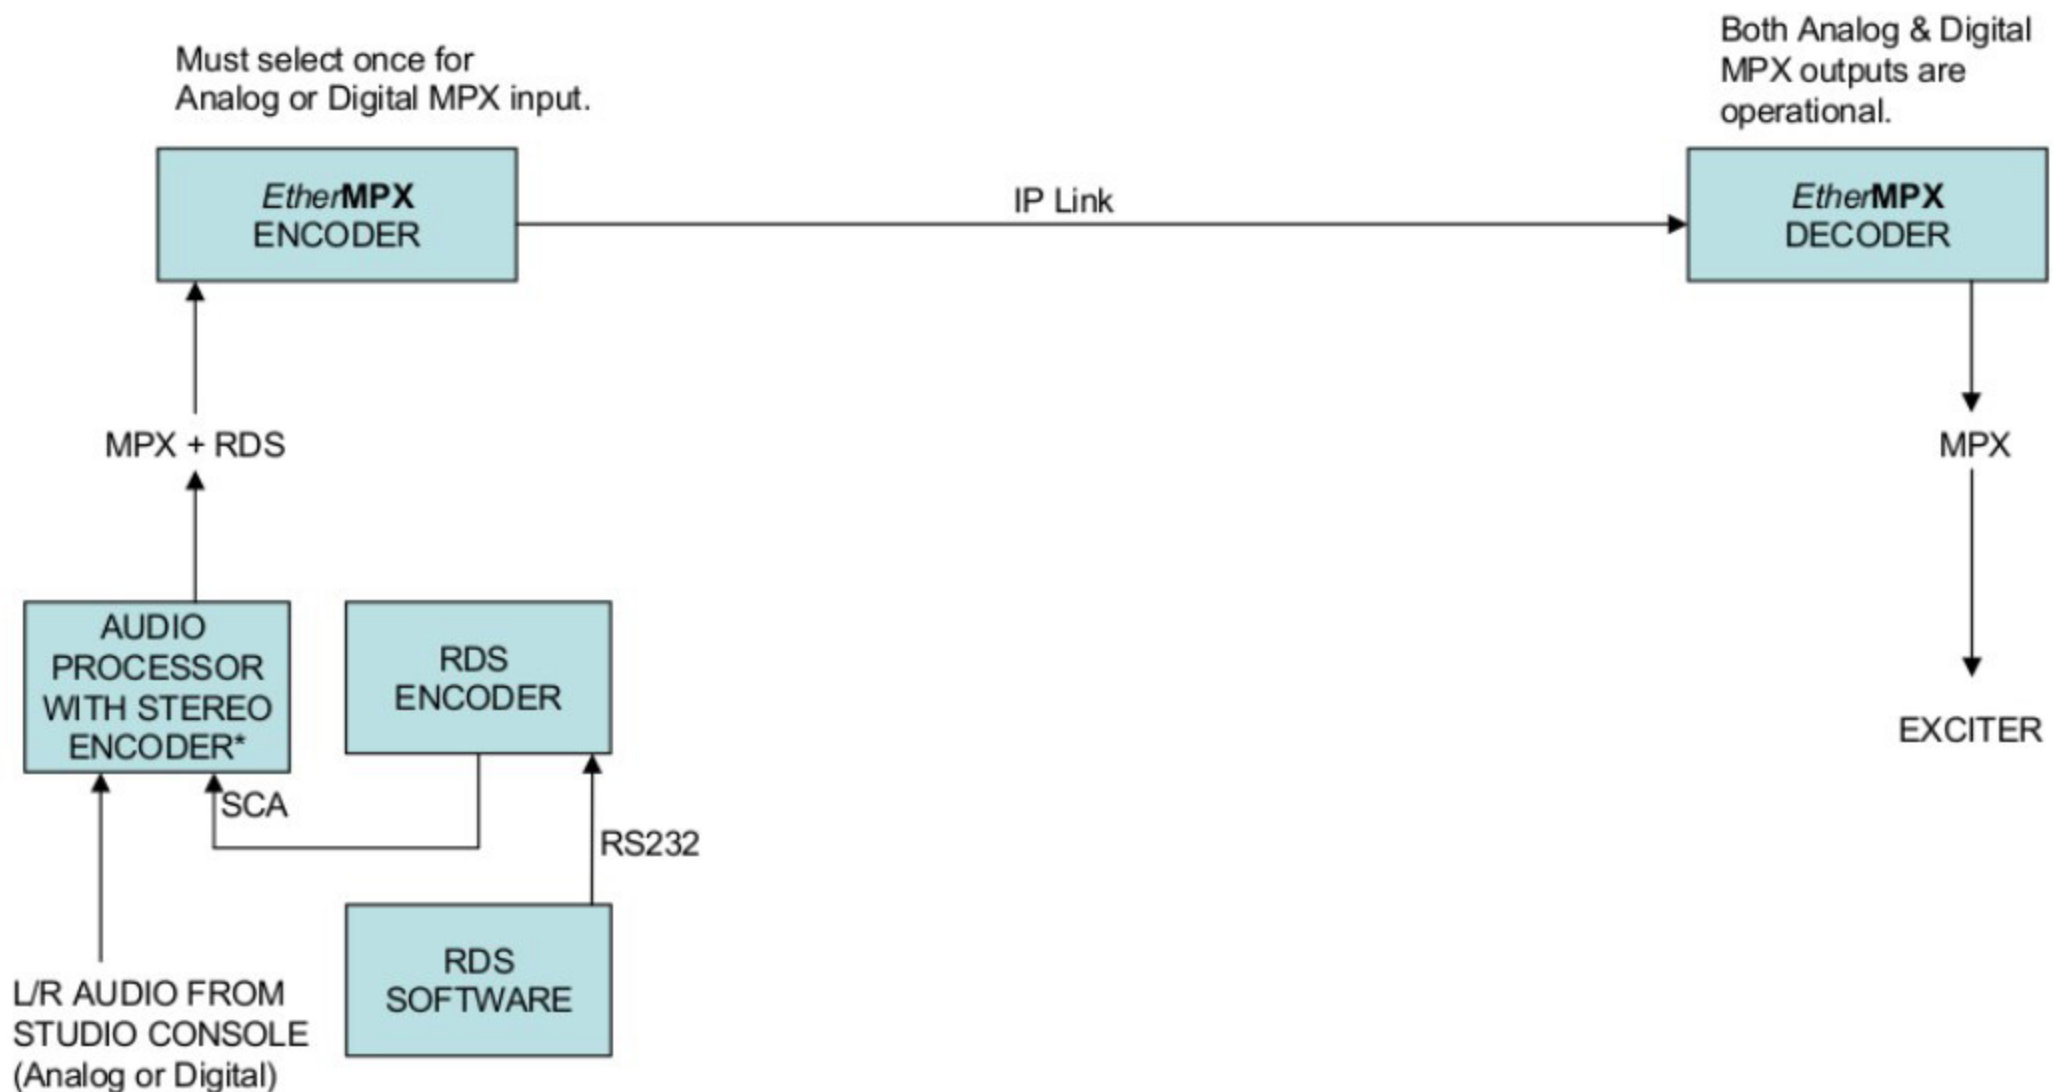 Must select once for
Analog or Digital MPX input.
Both Analog & Digital
MPX outputs are
operational.
EtherMPX
ENCODER
IP Link
EtherMPX
DECODER
MPX + RDS
MPX
AUDIO
PROCESSOR
WITH STEREO
ENCODER*
RDS
ENCODER
EXCITER
SCA
RS232
RDS
SOFTWARE
L/R AUDIO FROM
STUDIO CONSOLE
(Analog or Digital)